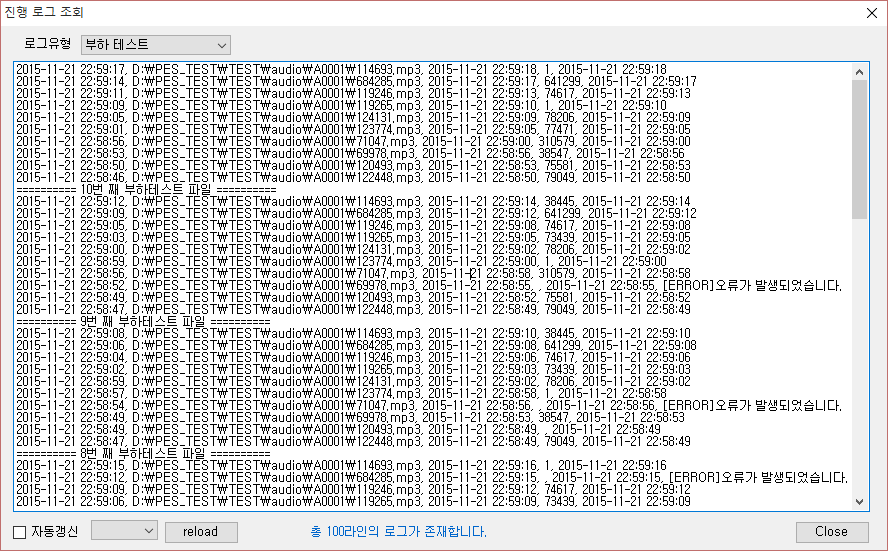 진행 로그 조회
로그유형 부하 테스트
2015-11-21 22:59:17, D:₩PES_TEST₩TEST₩audio₩A0001₩114693,mp3, 2015-11-21 22:59:18, 1, 2015-11-21 22:59:18
2015-11-21 22:59:14, D:₩PES_TEST₩TEST₩audio₩A0001₩684285,mp3, 2015-11-21 22:59:17, 641299, 2015-11-21 22:59:17
2015-11-21 22:59:11, D:₩PES_TEST₩TEST₩audio₩A0001₩119246,mp3, 2015-11-21 22:59:13, 74617, 2015-11-21 22:59:13
2015-11-21 22:59:09, D:₩PES_TEST₩TEST₩audio₩A0001₩119265,mp3, 2015-11-21 22:59:10, 1, 2015-11-21 22:59:10
2015-11-21 22:59:05, D:₩PES_TEST₩TEST₩audio₩A0001₩124131,mp3, 2015-11-21 22:59:09, 78206, 2015-11-21 22:59:09
2015-11-21 22:59:01, D:₩PES_TEST₩TEST₩audio₩A0001₩123774,mp3, 2015-11-21 22:59:05, 77471, 2015-11-21 22:59:05
2015-11-21 22:58:56, D:₩PES_TEST₩TEST₩audio₩A0001₩71047,mp3, 2015-11-21 22:59:00, 310579, 2015-11-21 22:59:00
2015-11-21 22:58:53, D:₩PES_TEST₩TEST₩audio₩A0001₩69978,mp3, 2015-11-21 22:58:56, 38547, 2015-11-21 22:58:56
2015-11-21 22:58:50, D:₩PES_TEST₩TEST₩audio₩A0001₩120493,mp3, 2015-11-21 22:58:53, 75581, 2015-11-21 22:58:53
2015-11-21 22:58:46, D:₩PES_TEST₩TEST₩audio₩A0001₩122448,mp3, 2015-11-21 22:58:50, 79049, 2015-11-21 22:58:50
========== 10번 째 부하테스트 파일 ==========
2015-11-21 22:59:12, D:₩PES_TEST₩TEST₩audio₩A0001₩114693,mp3, 2015-11-21 22:59:14, 38445, 2015-11-21 22:59:14
2015-11-21 22:59:09, D:₩PES_TEST₩TEST₩audio₩A0001₩684285,mp3, 2015-11-21 22:59:12, 641299, 2015-11-21 22:59:12
2015-11-21 22:59:05, D:₩PES_TEST₩TEST₩audio₩A0001₩119246,mp3, 2015-11-21 22:59:08, 74617, 2015-11-21 22:59:08
2015-11-21 22:59:03, D:₩PES_TEST₩TEST₩audio₩A0001₩119265,mp3, 2015-11-21 22:59:05, 73439, 2015-11-21 22:59:05
2015-11-21 22:59:00, D:₩PES_TEST₩TEST₩audio₩A0001₩124131,mp3, 2015-11-21 22:59:02, 78206, 2015-11-21 22:59:02
2015-11-21 22:58:59, D:₩PES_TEST₩TEST₩audio₩A0001₩123774,mp3, 2015-11-21 22:59:00, 1, 2015-11-21 22:59:00
2015-11-21 22:58:56, D:₩PES_TEST₩TEST₩audio₩A0001₩71047,mp3, 2015-11-21 22:58:58, 310579, 2015-11-21 22:58:58
2015-11-21 22:58:52, D:₩PES_TEST₩TEST₩audio₩A0001₩69978,mp3, 2015-11-21 22:58:55, , 2015-11-21 22:58:55, [ERROR]오류가 발생되었습니다.
2015-11-21 22:58:49, D:₩PES_TEST₩TEST₩audio₩A0001₩120493,mp3, 2015-11-21 22:58:52, 75581, 2015-11-21 22:58:52
2015-11-21 22:58:47, D:₩PES_TEST₩TEST₩audio₩A0001₩122448,mp3, 2015-11-21 22:58:49, 79049, 2015-11-21 22:58:49
========== 9번 째 부하테스트 파일 ==========
2015-11-21 22:59:08, D:₩PES_TEST₩TEST₩audio₩A0001₩114693,mp3, 2015-11-21 22:59:10, 38445, 2015-11-21 22:59:10
2015-11-21 22:59:06, D:₩PES_TEST₩TEST₩audio₩A0001₩684285,mp3, 2015-11-21 22:59:08, 641299, 2015-11-21 22:59:08
2015-11-21 22:59:04, D:₩PES_TEST₩TEST₩audio₩A0001₩119246,mp3, 2015-11-21 22:59:06, 74617, 2015-11-21 22:59:06
2015-11-21 22:59:02, D:₩PES_TEST₩TEST₩audio₩A0001₩119265,mp3, 2015-11-21 22:59:03, 73439, 2015-11-21 22:59:03
2015-11-21 22:58:59, D:₩PES_TEST₩TEST₩audio₩A0001₩124131,mp3, 2015-11-21 22:59:02, 78206, 2015-11-21 22:59:02
2015-11-21 22:58:57, D:₩PES_TEST₩TEST₩audio₩A0001₩123774,mp3, 2015-11-21 22:58:58, 1, 2015-11-21 22:58:58
2015-11-21 22:58:54, D:₩PES_TEST₩TEST₩audio₩A0001₩71047,mp3, 2015-11-21 22:58:56, , 2015-11-21 22:58:56, [ERROR]오류가 발생되었습니다.
2015-11-21 22:58:49, D:₩PES_TEST₩TEST₩audio₩A0001₩69978,mp3, 2015-11-21 22:58:53, 38547, 2015-11-21 22:58:53
2015-11-21 22:58:49, D:₩PES_TEST₩TEST₩audio₩A0001₩120493,mp3, 2015-11-21 22:58:49, , 2015-11-21 22:58:49
2015-11-21 22:58:47, D:₩PES_TEST₩TEST₩audio₩A0001₩122448,mp3, 2015-11-21 22:58:49, 79049, 2015-11-21 22:58:49
========== 8번 째 부하테스트 파일 ==========
2015-11-21 22:59:15, D:₩PES_TEST₩TEST₩audio₩A0001₩114693,mp3, 2015-11-21 22:59:16, 1, 2015-11-21 22:59:16
2015-11-21 22:59:12, D:₩PES_TEST₩TEST₩audio₩A0001₩684285,mp3, 2015-11-21 22:59:15, , 2015-11-21 22:59:15, [ERROR]오류가 발생되었습니다.
2015-11-21 22:59:09, D:₩PES_TEST₩TEST₩audio₩A0001₩119246,mp3, 2015-11-21 22:59:12, 74617, 2015-11-21 22:59:12
2015-11-21 22:59:06, D:₩PES_TEST₩TEST₩audio₩A0001₩119265,mp3, 2015-11-21 22:59:09, 73439, 2015-11-21 22:59:09
자동갱신 reload 총 100라인의 로그가 존재합니다. Close